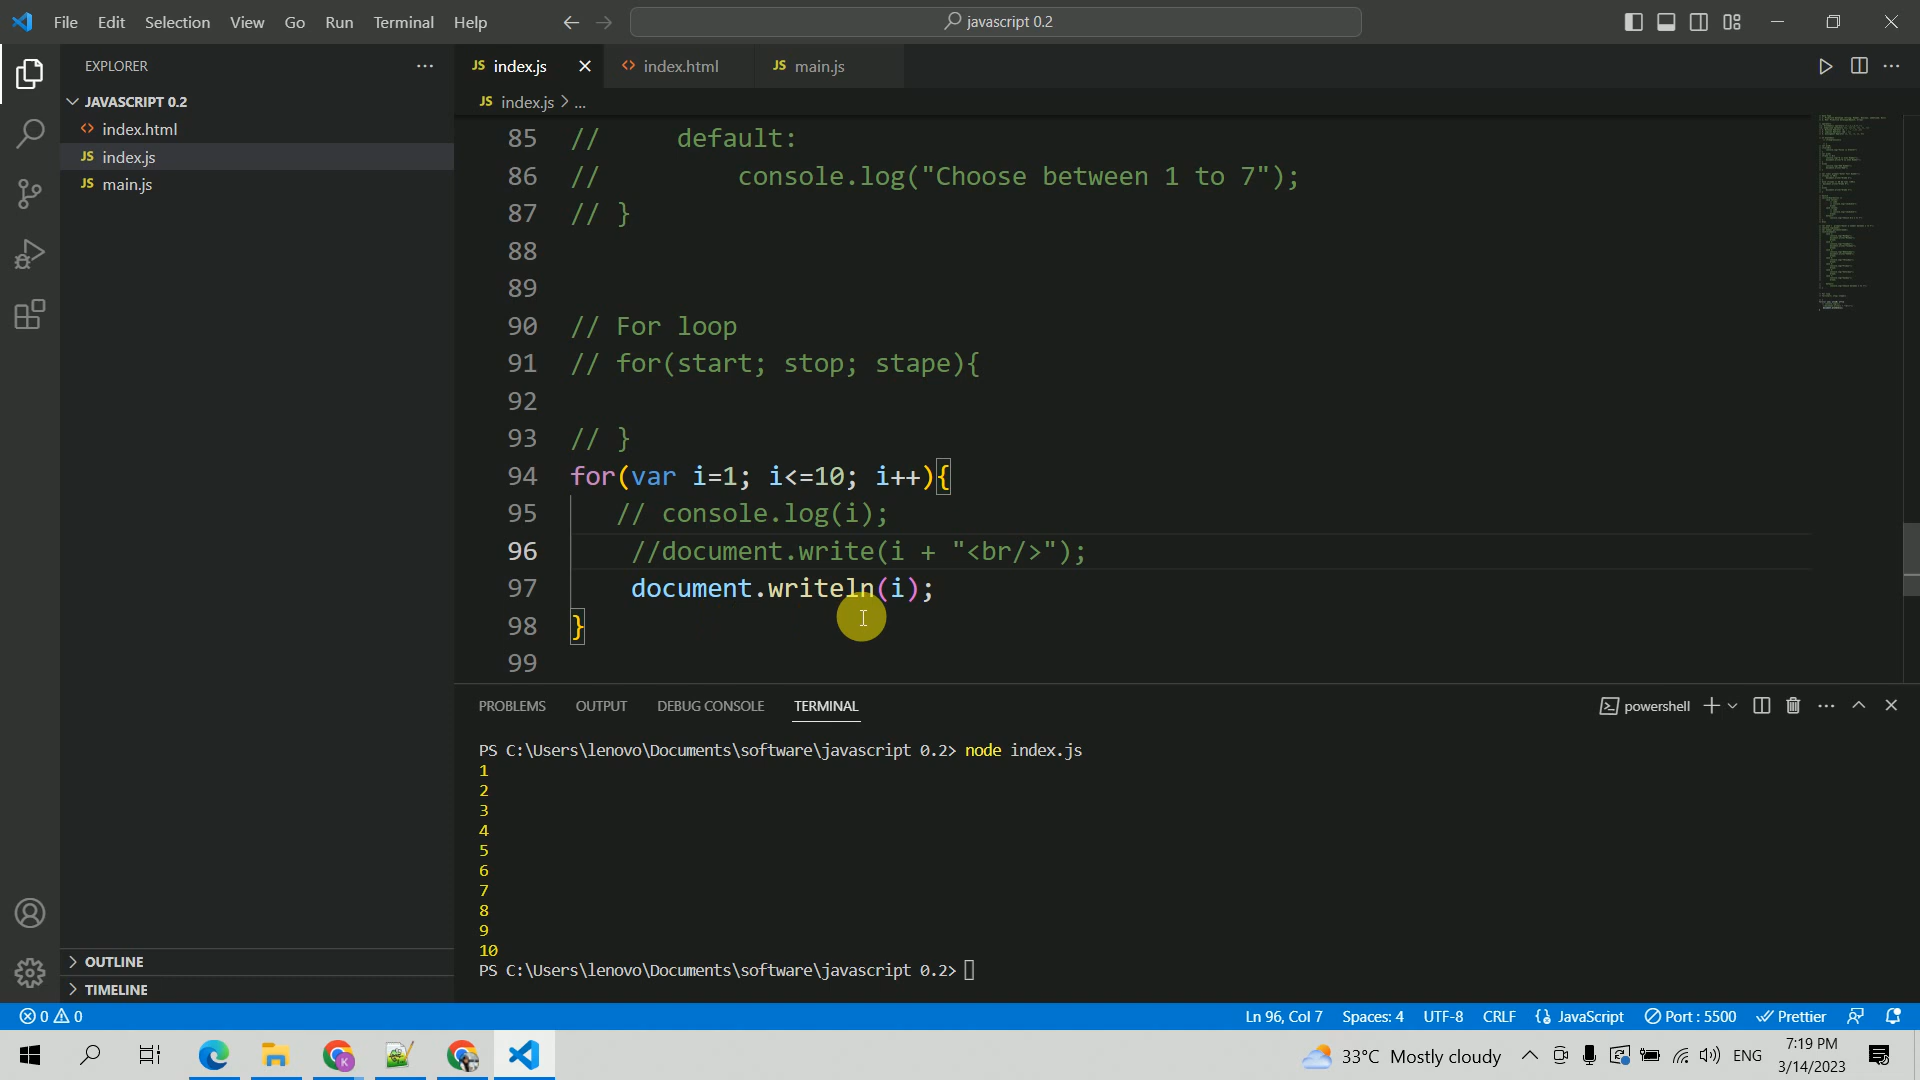 File Edit Selection View Go Run Terminal Help
javascript 0.2
EXPLORER
JAVASCRIPT 0.2
index.html
JS index.js
JS main.js
OUTLINE
TIMELINE
JS index.js
index.html
JS main.js
JS index.js > ...
85 // default:
86 // console.log("Choose between 1 to 7");
87 // }
88
89
90 // For loop
91 // for(start; stop; stape){
92
93 // }
94 for(var i=1; i<=10; i++){
95 // console.log(i);
96 //document.write(i + "<br/>");
97 document.writeln(i);
98 }
99
PROBLEMS OUTPUT DEBUG CONSOLE TERMINAL
powershell
PS C:\Users\lenovo\Documents\software\javascript 0.2> node index.js
1
2
3
4
5
6
7
8
9
10
PS C:\Users\lenovo\Documents\software\javascript 0.2>
0 0
Ln 96, Col 7 Spaces: 4 UTF-8 CRLF JavaScript Port : 5500 Prettier
33°C Mostly cloudy
ENG
7:19 PM
3/14/2023